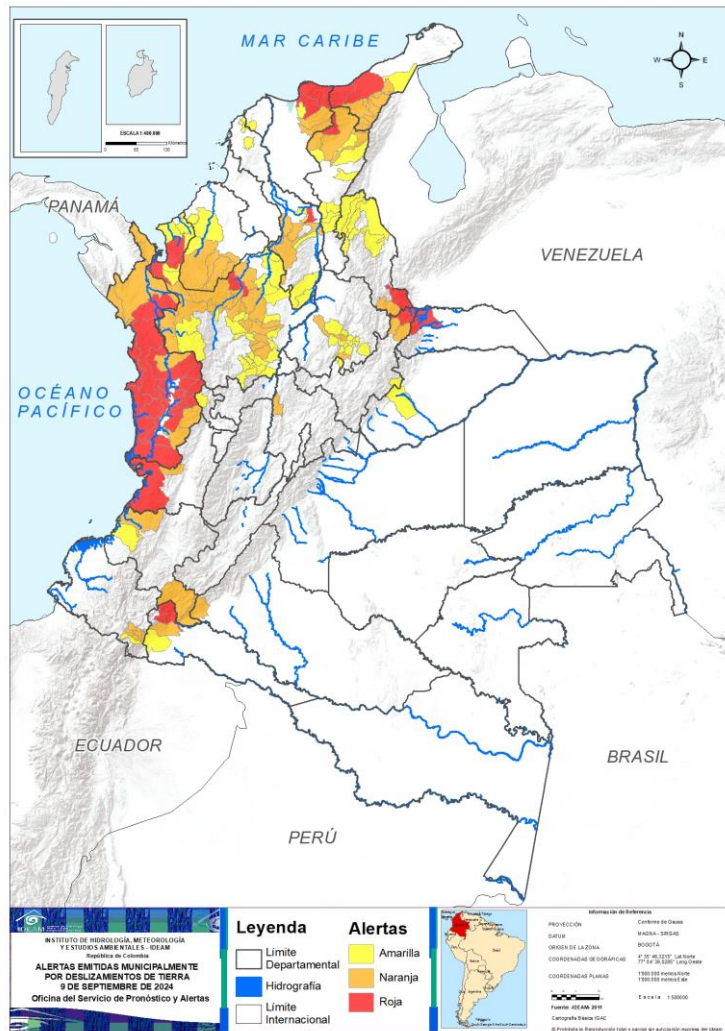 MAR CARIBE
N
W E
S
ESCALA 1:400,000
PANAMÁ
VENEZUELA
OCÉANO
PACÍFICO
ECUADOR
BRASIL
PERÚ
IDEAM
INSTITUTO DE HIDROLOGÍA, METEOROLOGÍA
Y ESTUDIOS AMBIENTALES - IDEAM
República de Colombia
ALERTAS EMITIDAS MUNICIPALMENTE
POR DESLIZAMIENTOS DE TIERRA
9 DE SEPTIEMBRE DE 2024
Oficina del Servicio de Pronóstico y Alertas
Leyenda
Límite
Departamental
Hidrografía
Límite
Internacional
Alertas
Amarilla
Naranja
Roja
Información de Referencia
PROYECCIÓN Conforme de Gauss
DATUM MAGNA - SIRGAS
ORIGEN DE LA ZONA BOGOTÁ
COORDENADAS GEOGRÁFICAS
COORDENADAS PLANAS
Escala
Fuente: IDEAM
Cartografía Básica IGAC